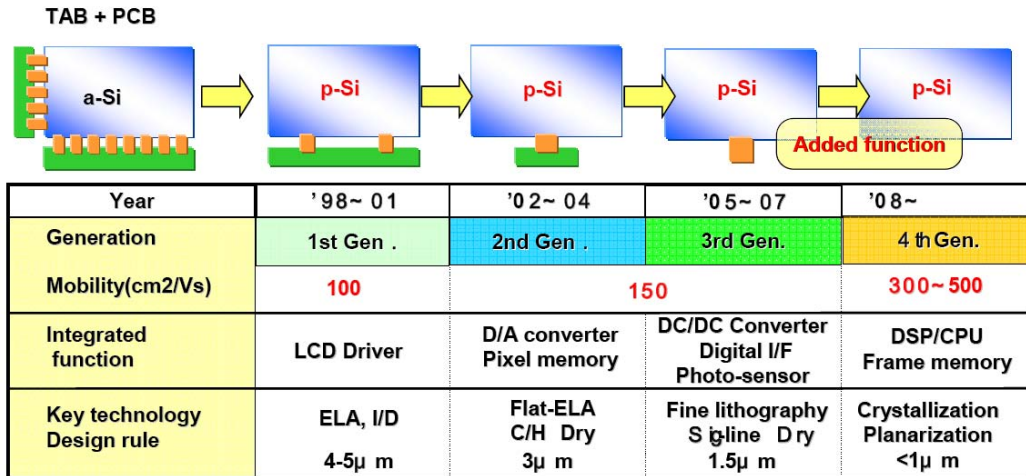 TAB + PCB
a-Si
p-Si
p-Si
p-Si
p-Si
Added function
Year
'98~ 01
'02~ 04
'05~ 07
'08~
Generation
1st Gen .
2nd Gen .
3rd Gen.
4 th Gen.
Mobility(cm2/Vs)
100
150
300~ 500
Integrated
function
LCD Driver
D/A converter
Pixel memory
DC/DC Converter
Digital I/F
Photo-sensor
DSP/CPU
Frame memory
Key technology
Design rule
ELA, I/D
4-5μ m
Flat-ELA
C/H Dry
3μ m
Fine lithography
Sig-line Dry
1.5μ m
Crystallization
Planarization
<1μ m